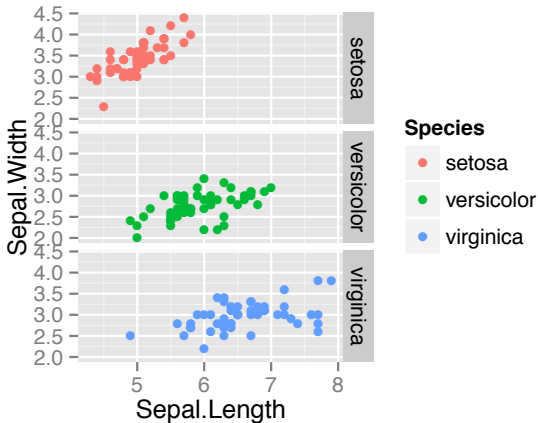 4.5
4.0
3.5
3.0
2.5
2.0
setosa
4.5
4.0
3.5
3.0
2.5
2.0
versicolor
4.5
4.0
3.5
3.0
2.5
2.0
virginica
Sepal.Width
5 6 7 8
Sepal.Length
Species
setosa
versicolor
virginica